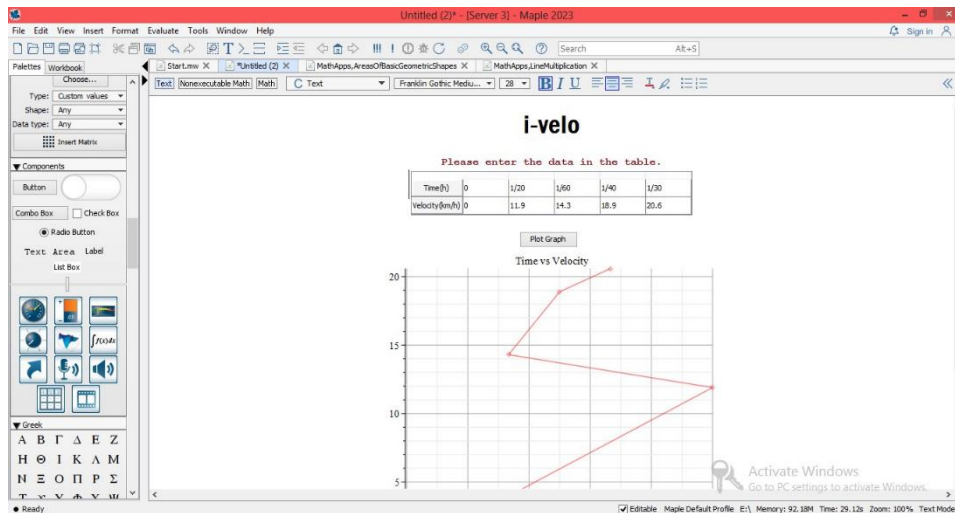 Untitled (2)* - [Server 3] - Maple 2023
File Edit View Insert Format Evaluate Tools Window Help
Sign in
Search Alt+S
Palettes Workbook
Start.mw X *Untitled (2) X MathApps,AreasOfBasicGeometricShapes X MathApps,LineMultiplication X
Text Nonexecutable Math Math C Text Franklin Gothic Mediu... 28 B I U
Choose...
Type: Custom values
Shape: Any
Data type: Any
Insert Matrix
Components
Button
Combo Box Check Box
Radio Button
Text Area Label
List Box
∫f(x)dx
Greek
Α Β Γ Δ Ε Ζ
Η Θ Ι Κ Λ Μ
Ν Ξ Ο Π Ρ Σ
Τ Υ Φ Χ Ψ
i-velo
Please enter the data in the table.
Time(h) 0 1/20 1/60 1/40 1/30
Velocity(km/h) 0 11.9 14.3 18.9 20.6
Plot Graph
Time vs Velocity
20
15
10
5
Activate Windows
Go to PC settings to activate Windows.
Ready
Editable Maple Default Profile E:\ Memory: 92.18M Time: 29.12s Zoom: 100% Text Mode